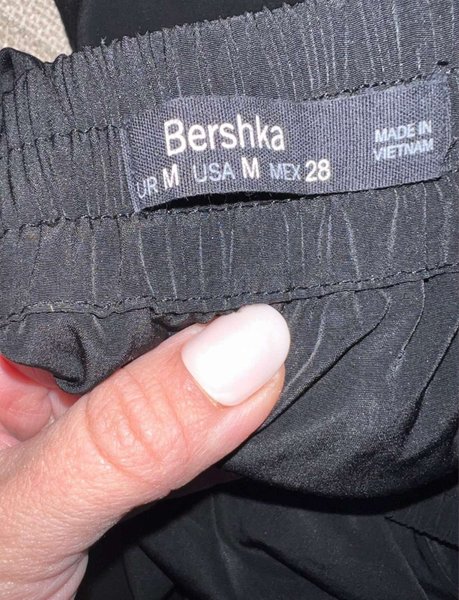 Bershka
UR M USA M MEX 28
MADE IN
VIETNAM